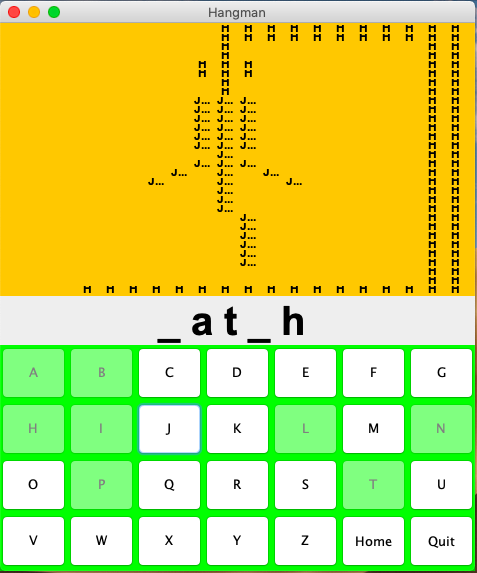 Hangman
M M M M M M M M M M M
M M M M M M M M M M M
M M M
M M M
M M M M M
M M M M M
M M M
M M M
J... J... J... M M
J... J... J... M M
J... J... J... M M
J... J... J... M M
J... J... J... M M
J... J... J... M M
J... M M
J... J... J... M M
J... J... J... M M
J... J... J... M M
J... M M
J... M M
J... M M
J... M M
J... M M
J... M M
J... M M
J... M M
J... M M
M M
M M
M M M M M M M M M M M M M M M M M
_ a t _ h
A B C D E F G
H I J K L M N
O P Q R S T U
V W X Y Z Home Quit